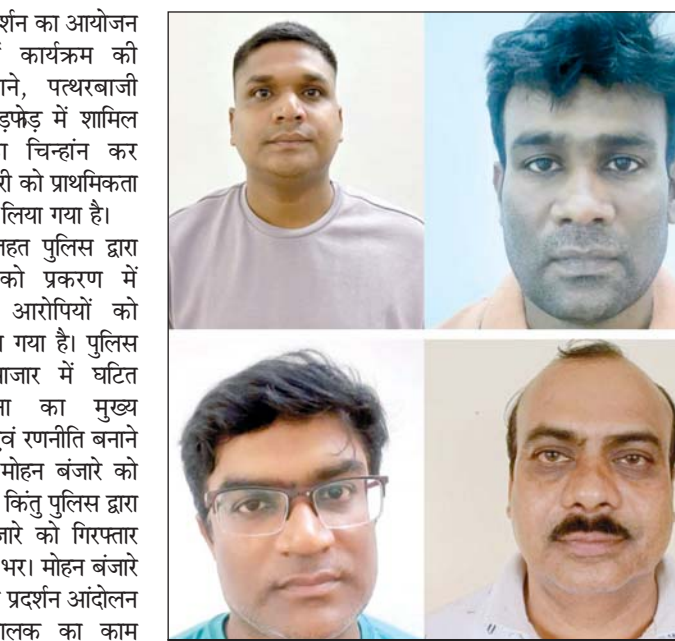 र्शन का आयोजन
कार्यक्रम की
ाने, पत्थरबाजी
ड़फोड़ में शामिल
चिन्हांन कर
री को प्राथमिकता
लिया गया है।
तहत पुलिस द्वारा
को प्रकरण में
आरोपियों को
गया है। पुलिस
ाजार में घटित
का मुख्य
वं रणनीति बनाने
मोहन बंजारे को
किंतु पुलिस द्वारा
जारे को गिरफ्तार
भर। मोहन बंजारे
प्रदर्शन आंदोलन
ालक का काम